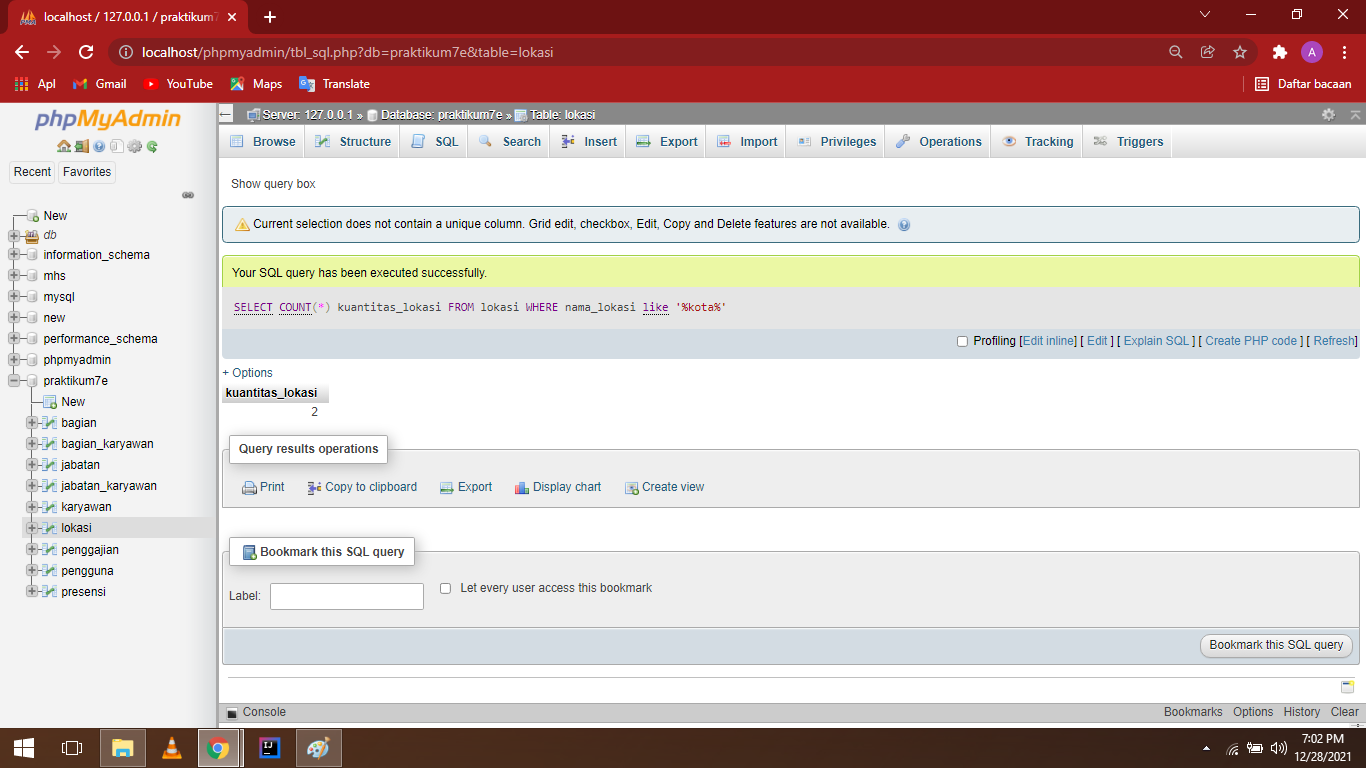 localhost / 127.0.0.1 / praktikum7
localhost/phpmyadmin/tbl_sql.php?db=praktikum7e&table=lokasi
A
Apl Gmail YouTube Maps Translate Daftar bacaan
phpMyAdmin
Recent Favorites
New
db
information_schema
mhs
mysql
new
performance_schema
phpmyadmin
praktikum7e
New
bagian
bagian_karyawan
jabatan
jabatan_karyawan
karyawan
lokasi
penggajian
pengguna
presensi
Server: 127.0.0.1 » Database: praktikum7e » Table: lokasi
Browse Structure SQL Search Insert Export Import Privileges Operations Tracking Triggers
Show query box
Current selection does not contain a unique column. Grid edit, checkbox, Edit, Copy and Delete features are not available.
Your SQL query has been executed successfully.
SELECT COUNT(*) kuantitas_lokasi FROM lokasi WHERE nama_lokasi like '%kota%'
Profiling [Edit inline] [ Edit ] [ Explain SQL ] [ Create PHP code ] [ Refresh]
+ Options
kuantitas_lokasi
2
Query results operations
Print Copy to clipboard Export Display chart Create view
Bookmark this SQL query
Label: Let every user access this bookmark
Bookmark this SQL query
Console Bookmarks Options History Clear
IJ
7:02 PM
12/28/2021